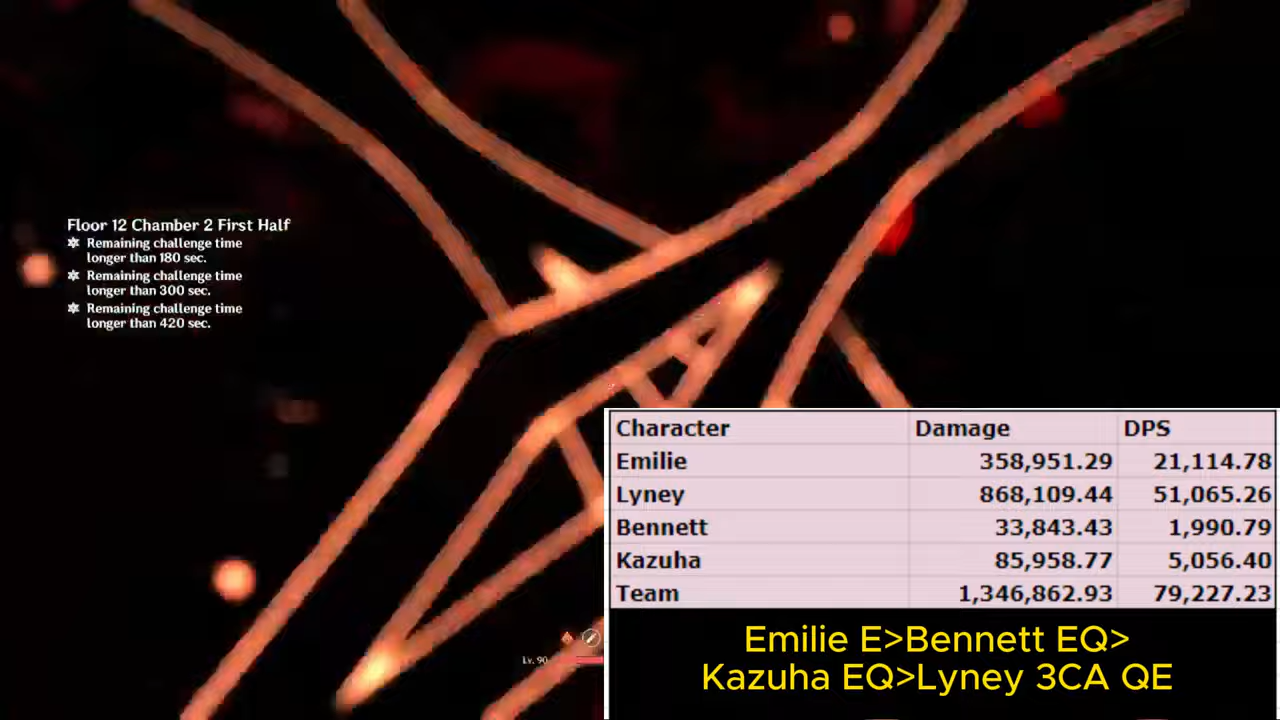 Floor 12 Chamber 2 First Half
Remaining challenge time
longer than 180 sec.
Remaining challenge time
longer than 300 sec.
Remaining challenge time
longer than 420 sec.
Character Damage DPS
Emilie 358,951.29 21,114.78
Lyney 868,109.44 51,065.26
Bennett 33,843.43 1,990.79
Kazuha 85,958.77 5,056.40
Team 1,346,862.93 79,227.23
Lv. 90
Emilie E>Bennett EQ>
Kazuha EQ>Lyney 3CA QE